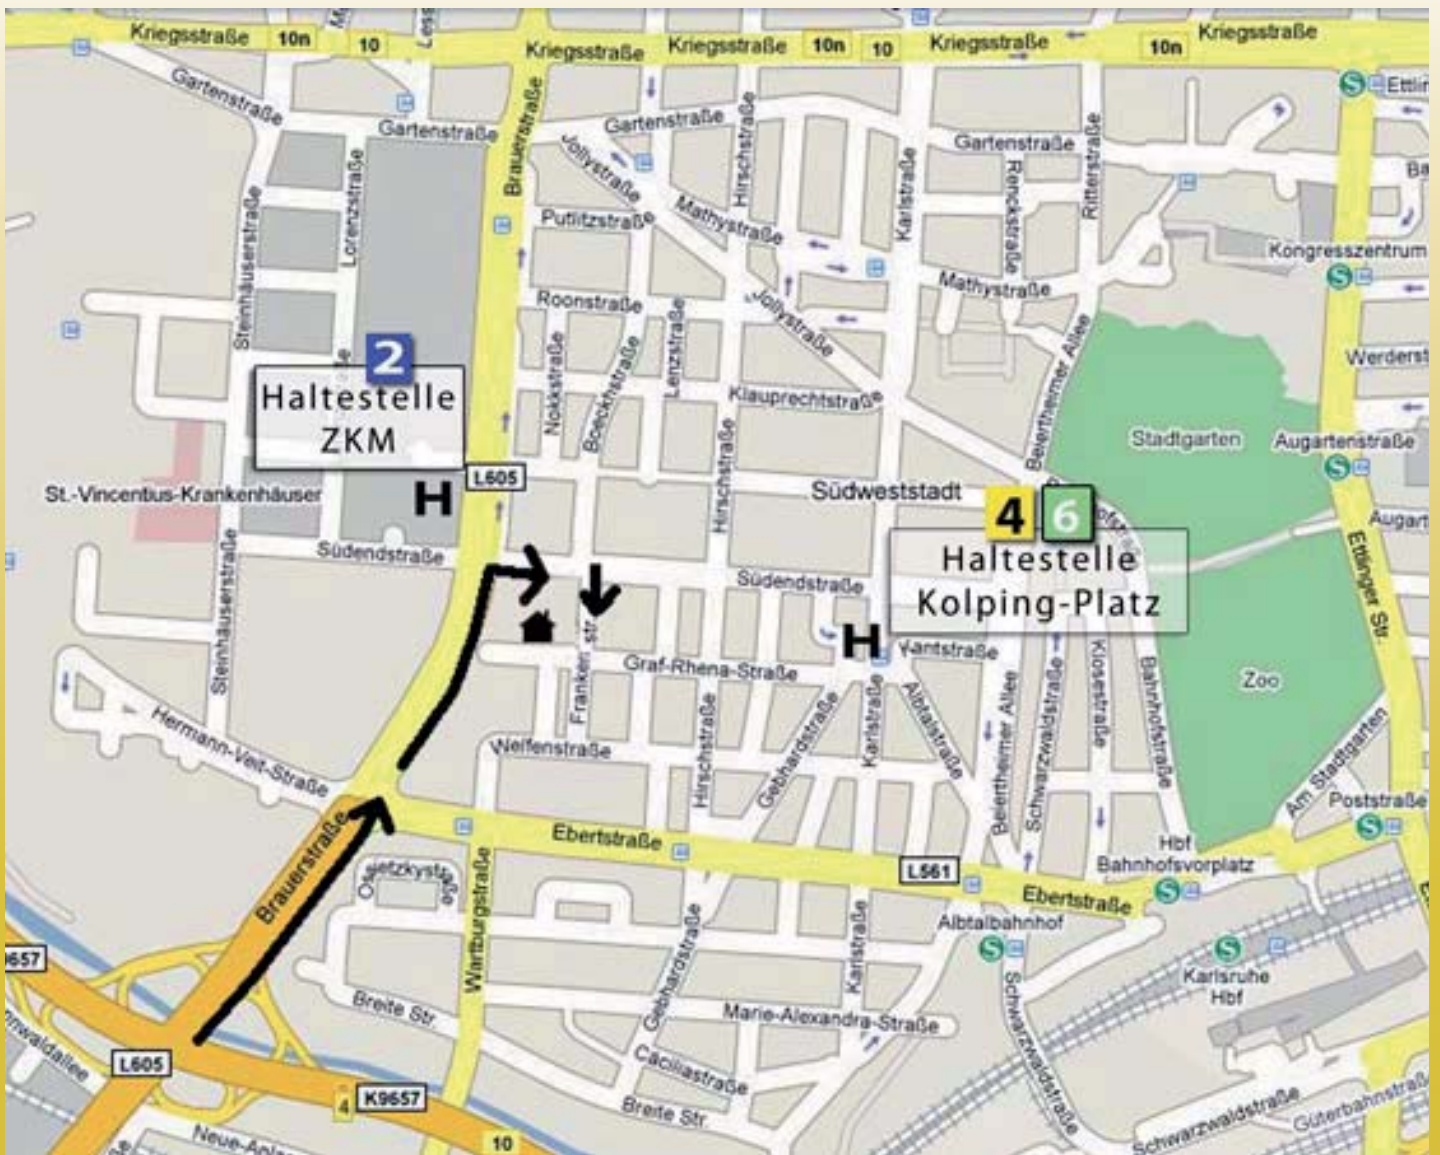 Kriegsstraße
10n
10
Kriegsstraße
Kriegsstraße
10n
10
Kriegsstraße
10n
Kriegsstraße
Gartenstraße
Gartenstraße
Brauerstraße
Gartenstraße
Hirschstraße
Jollystraße
Karlstraße
Gartenstraße
Renckstraße
Ritterstraße
S
Steinhäuserstraße
Lorenzstraße
Putlitzstraße
Mathystraße
Mathystraße
Kongresszentrum
S
Roonstraße
Jollystraße
Lenzstraße
Nokkstraße
Boeckhstraße
Klauprechtstraße
Beiertheimer Allee
2
Haltestelle
ZKM
Stadtgarten
Augartenstraße
S
L605
St.-Vincentius-Krankenhäuser
H
Hirschstraße
Südweststadt
4
6
Haltestelle
Kolping-Platz
Südendstraße
Südendstraße
Ettlinger Str.
Steinhäuserstraße
H
Graf-Rhena-Straße
Zoo
Hermann-Veit-Straße
Welfenstraße
Hirschstraße
Gebhardstraße
Karlstraße
Albtalstraße
Beiertheimer Allee
Schwarzwaldstraße
Klosestraße
Bahnhofstraße
Am Stadtgarten
Poststraße
S
Brauerstraße
Ebertstraße
L561
Ebertstraße
Hbf
Bahnhofsvorplatz
S
Wartburgstraße
Albtalbahnhof
S
S
Karlsruhe
Hbf
Gebhardstraße
Karlstraße
Breite Str.
Marie-Alexandra-Straße
Schwarzwaldstraße
Cäciliastraße
Breite Str.
L605
4
K9657
10
Schwarzwaldstraße